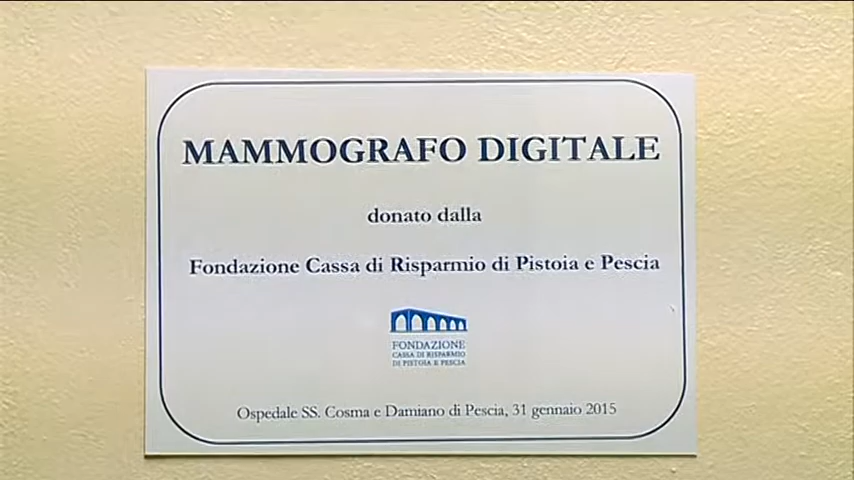 MAMMOGRAFO DIGITALE
donato dalla
Fondazione Cassa di Risparmio di Pistoia e Pescia
FONDAZIONE
CASSA DI RISPARMIO
DI PISTOIA E PESCIA
Ospedale SS. Cosma e Damiano di Pescia, 31 gennaio 2015